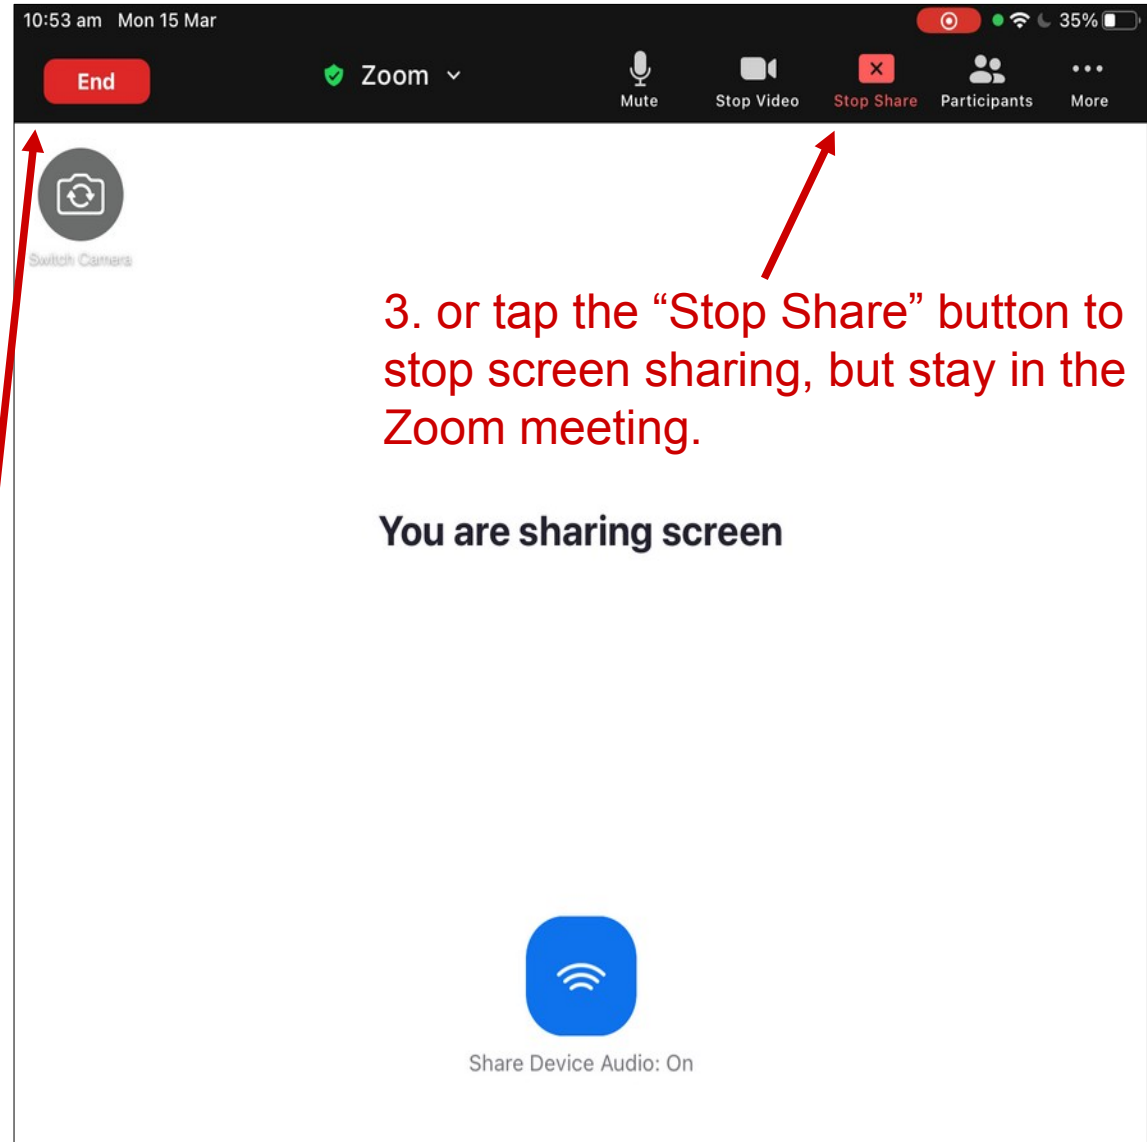 10:53 am Mon 15 Mar
35%
End
Zoom
Mute
Stop Video
Stop Share
Participants
More
Switch Camera
3. or tap the “Stop Share” button to
stop screen sharing, but stay in the
Zoom meeting.
You are sharing screen
Share Device Audio: On